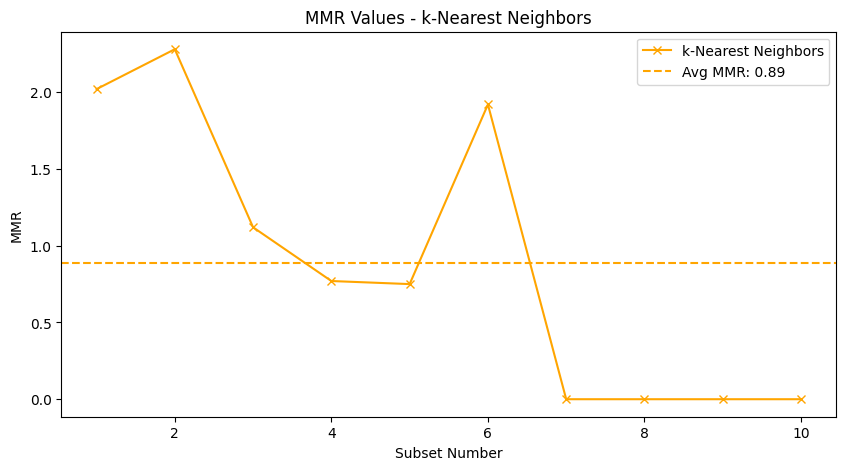 MMR Values - k-Nearest Neighbors
k-Nearest Neighbors
Avg MMR: 0.89
MMR
2.0
1.5
1.0
0.5
0.0
2 4 6 8 10
Subset Number